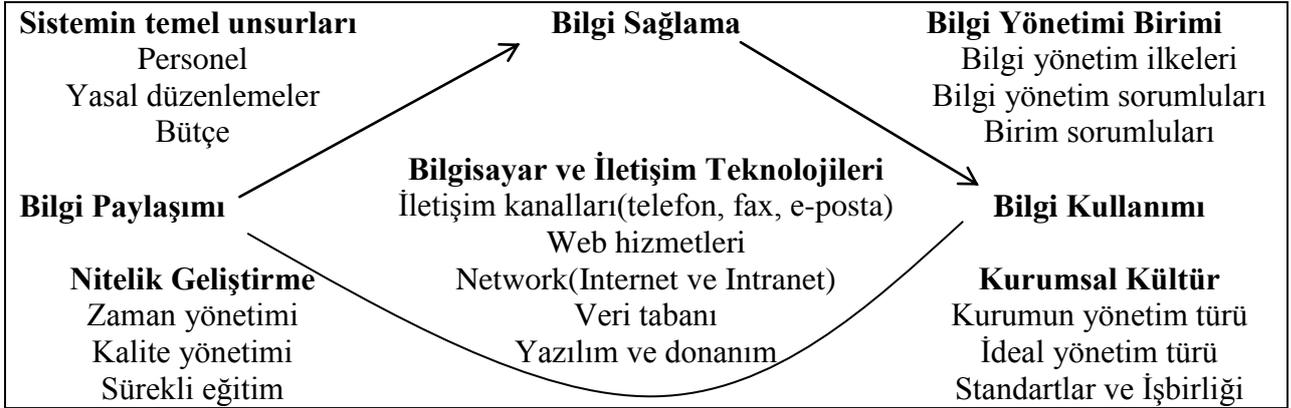 Sistemin temel unsurları
Personel
Yasal düzenlemeler
Bütçe
Bilgi Sağlama
Bilgi Yönetimi Birimi
Bilgi yönetim ilkeleri
Bilgi yönetim sorumluları
Birim sorumluları
Bilgi Paylaşımı
Bilgisayar ve İletişim Teknolojileri
İletişim kanalları(telefon, fax, e-posta)
Web hizmetleri
Network(Internet ve Intranet)
Veri tabanı
Yazılım ve donanım
Bilgi Kullanımı
Nitelik Geliştirme
Zaman yönetimi
Kalite yönetimi
Sürekli eğitim
Kurumsal Kültür
Kurumun yönetim türü
İdeal yönetim türü
Standartlar ve İşbirliği